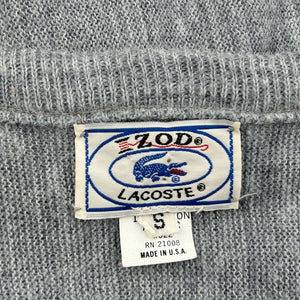 IZOD®
LACOSTE®
S
RN 21008
MADE IN U.S.A.